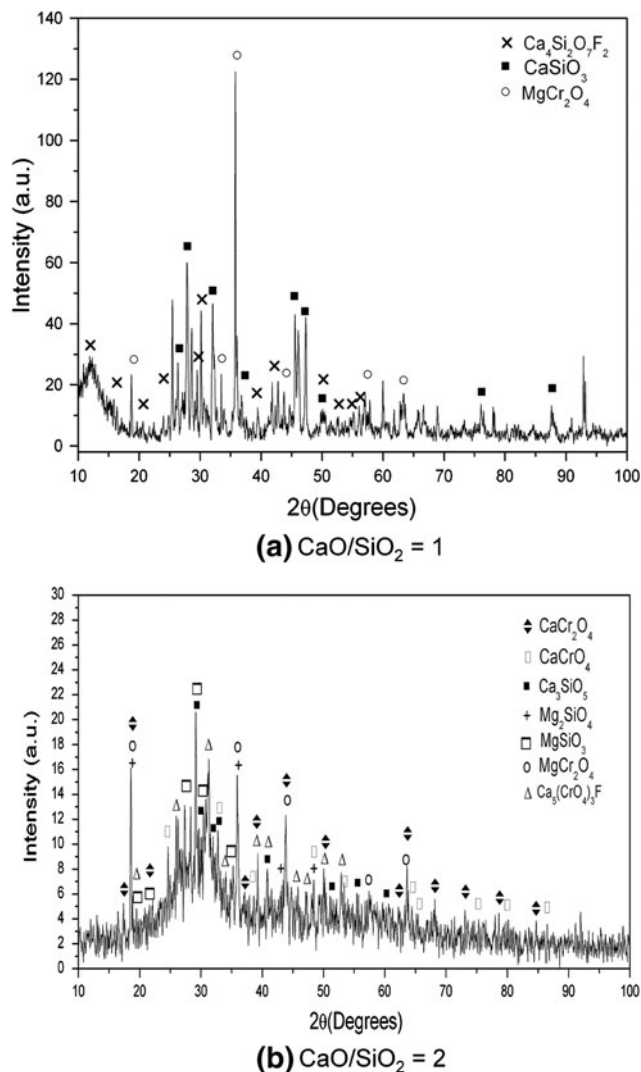 140
120
100
80
60
40
20
0
Intensity (a.u.)
× Ca₄Si₂O₇F₂
■ CaSiO₃
○ MgCr₂O₄
10 20 30 40 50 60 70 80 90 100
2θ(Degrees)
(a) CaO/SiO₂ = 1
30
28
26
24
22
20
18
16
14
12
10
8
6
4
2
0
Intensity (a.u.)
CaCr₂O₄
CaCrO₄
Ca₃SiO₅
Mg₂SiO₄
MgSiO₃
MgCr₂O₄
Ca₅(CrO₄)₃F
10 20 30 40 50 60 70 80 90 100
2θ(Degrees)
(b) CaO/SiO₂ = 2